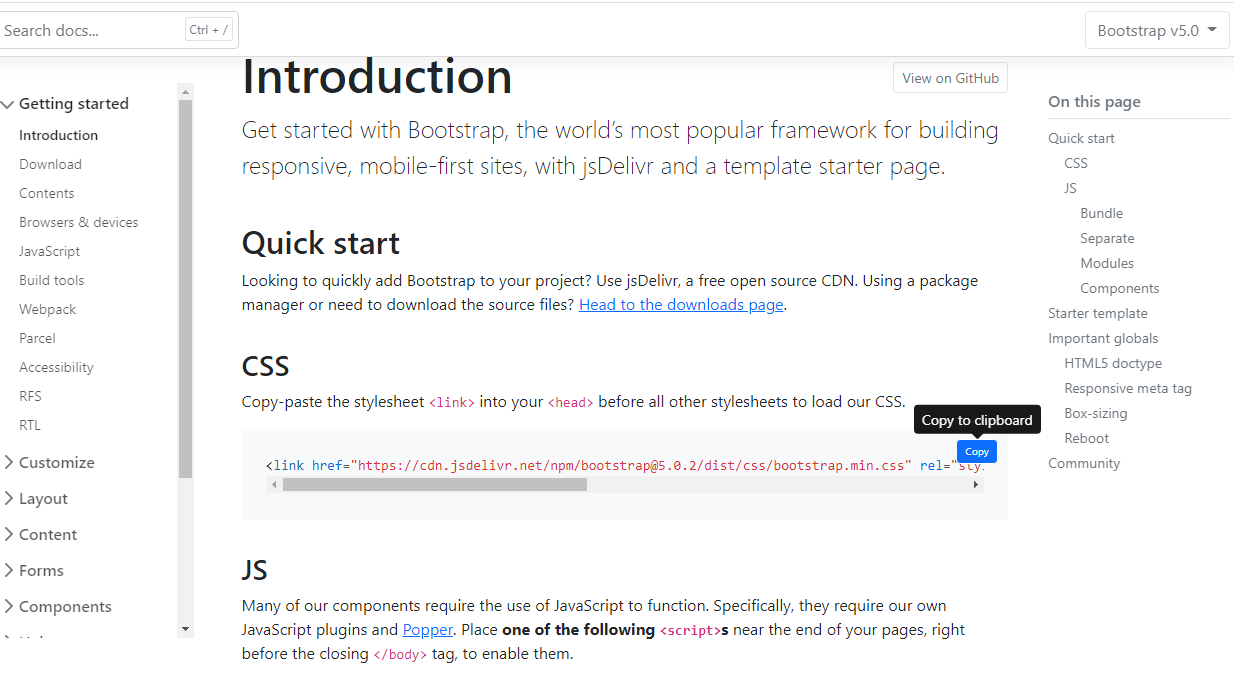 Search docs...
Ctrl + /
Bootstrap v5.0
Getting started
Introduction
Download
Contents
Browsers & devices
JavaScript
Build tools
Webpack
Parcel
Accessibility
RFS
RTL
Customize
Layout
Content
Forms
Components
Introduction
View on GitHub
Get started with Bootstrap, the world’s most popular framework for building
responsive, mobile-first sites, with jsDelivr and a template starter page.
Quick start
Looking to quickly add Bootstrap to your project? Use jsDelivr, a free open source CDN. Using a package
manager or need to download the source files? Head to the downloads page.
CSS
Copy-paste the stylesheet <link> into your <head> before all other stylesheets to load our CSS.
Copy to clipboard
Copy
<link href="https://cdn.jsdelivr.net/npm/bootstrap@5.0.2/dist/css/bootstrap.min.css" rel="sty
JS
Many of our components require the use of JavaScript to function. Specifically, they require our own
JavaScript plugins and Popper. Place one of the following <script>s near the end of your pages, right
before the closing </body> tag, to enable them.
On this page
Quick start
CSS
JS
Bundle
Separate
Modules
Components
Starter template
Important globals
HTML5 doctype
Responsive meta tag
Box-sizing
Reboot
Community